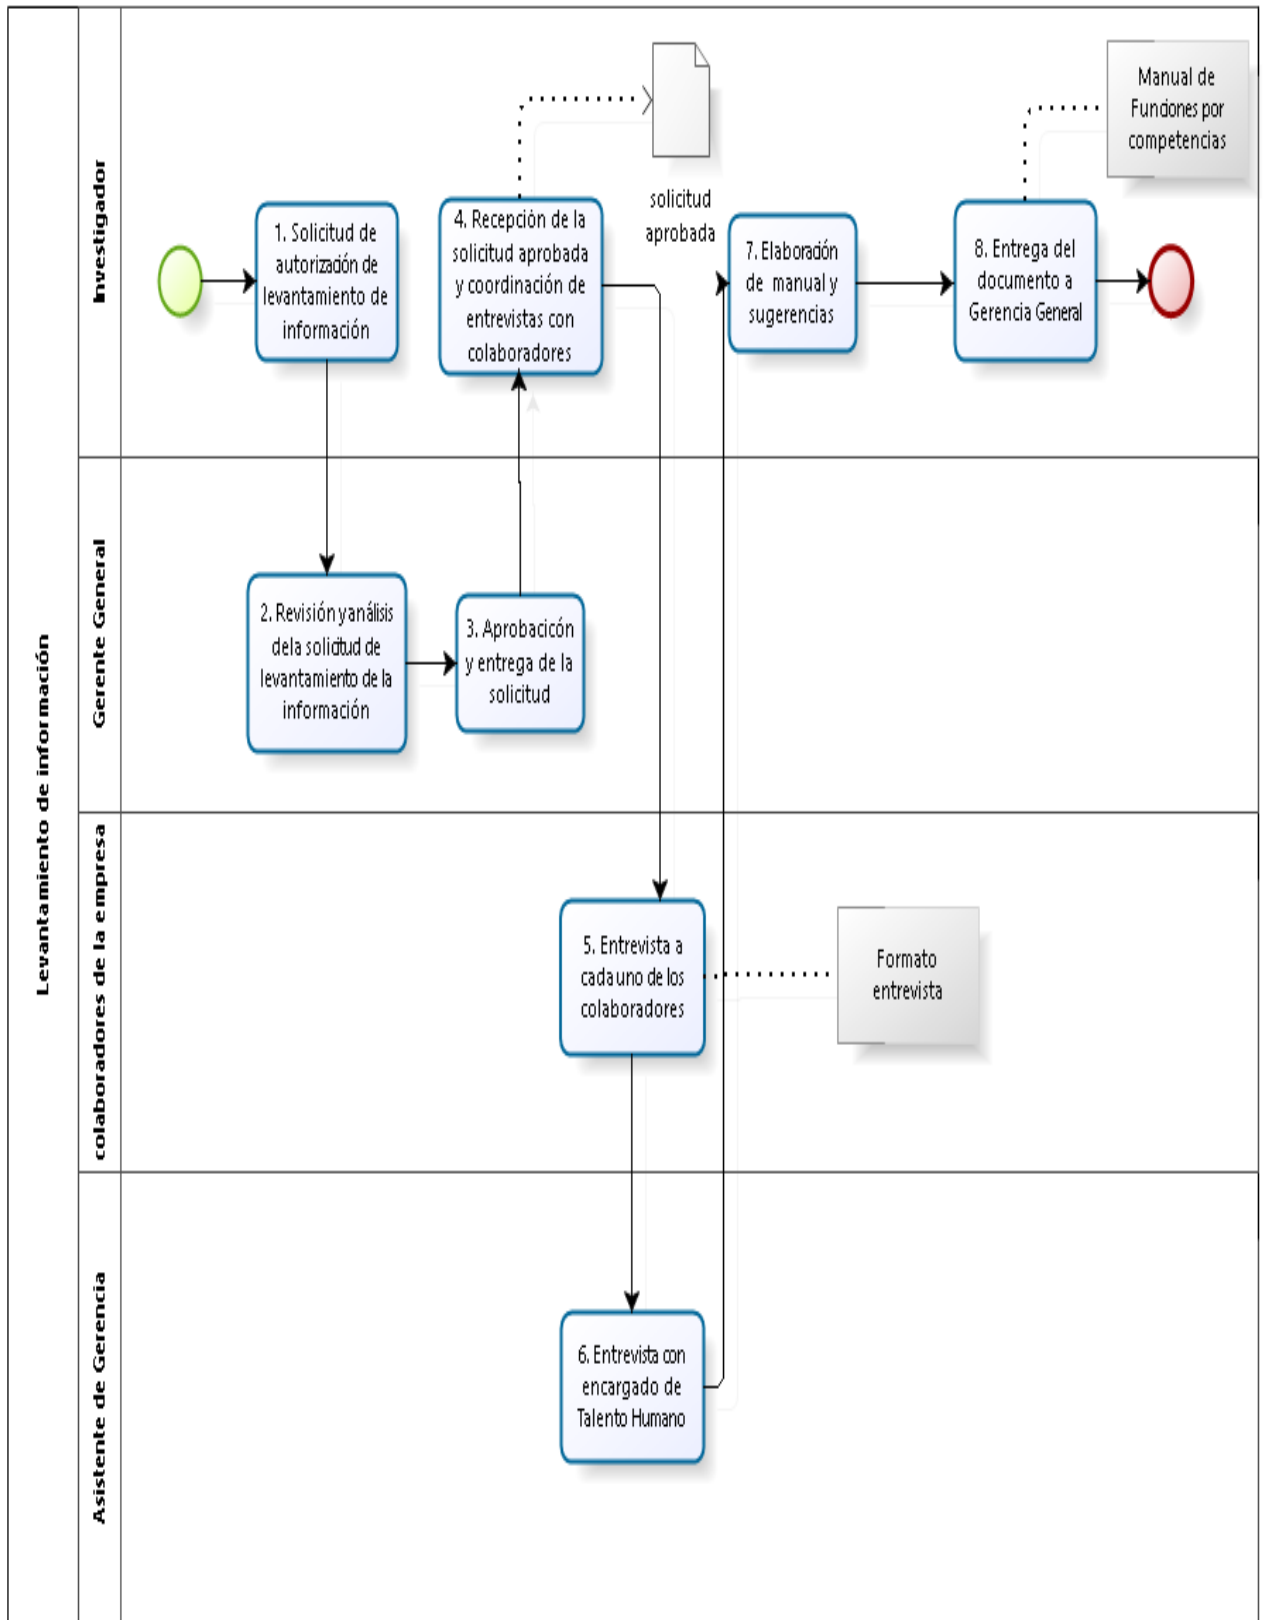 Levantamiento de información
Investigador
1. Solicitud de
autorización de
levantamiento de
información
4. Recepción de la
solicitud aprobada
y coordinación de
entrevistas con
colaboradores
solicitud
aprobada
7. Elaboración
de manual y
sugerencias
8. Entrega del
documento a
Gerencia General
Manual de
Funciones por
competencias
Gerente General
2. Revisión y análisis
dela solicitud de
levantamiento de la
información
3. Aprobacicón
y entrega de la
solicitud
colaboradores de la empresa
5. Entrevista a
cada uno de los
colaboradores
Formato
entrevista
Asistente de Gerencia
6. Entrevista con
encargado de
Talento Humano